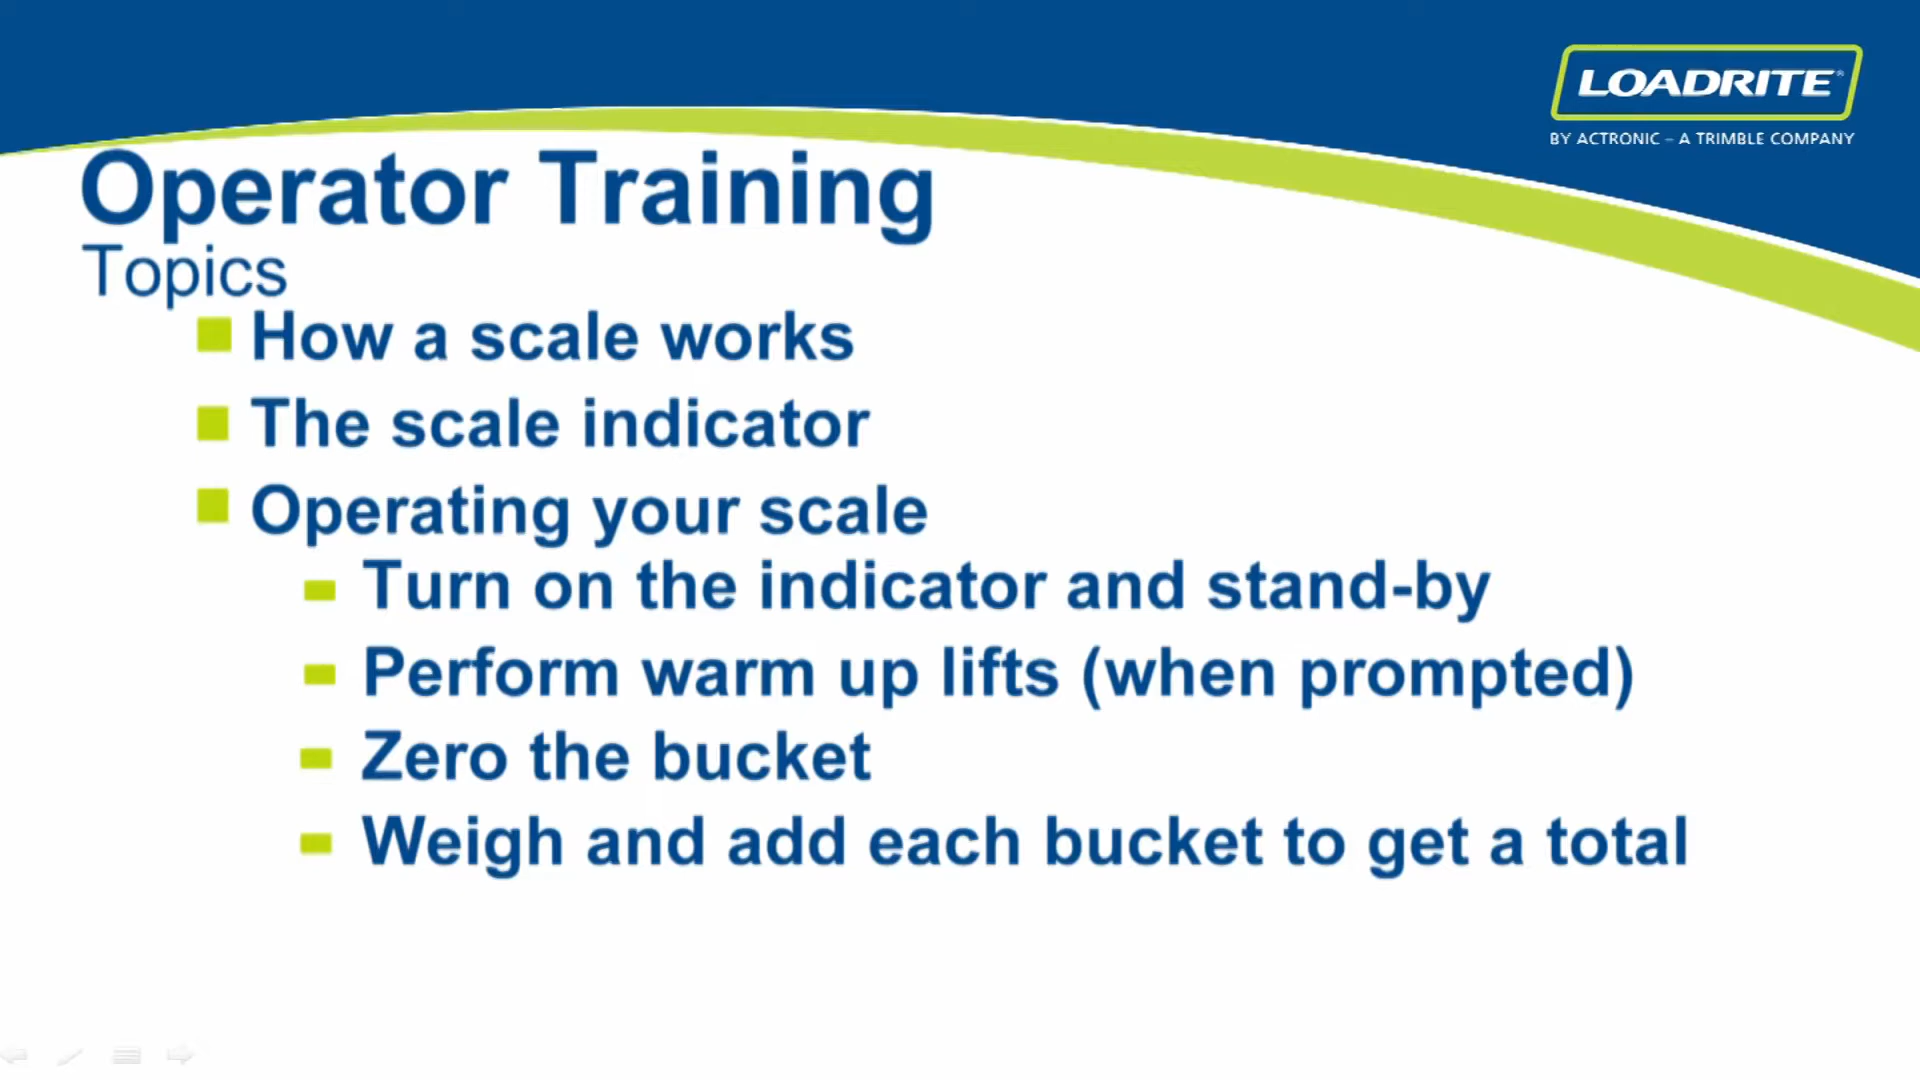 LOADRITE®
BY ACTRONIC – A TRIMBLE COMPANY
Operator Training
Topics
How a scale works
The scale indicator
Operating your scale
Turn on the indicator and stand-by
Perform warm up lifts (when prompted)
Zero the bucket
Weigh and add each bucket to get a total